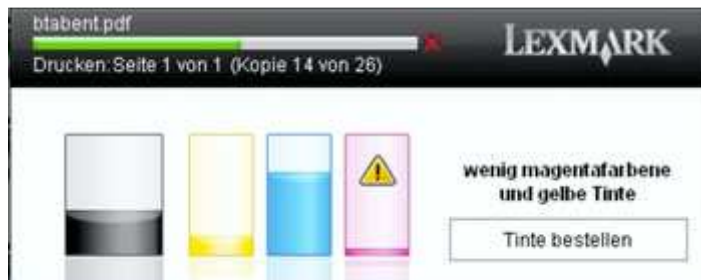 btabent.pdf
LEXMARK
Drucken:Seite 1 von 1 (Kopie 14 von 26)
wenig magentafarbene
und gelbe Tinte
Tinte bestellen